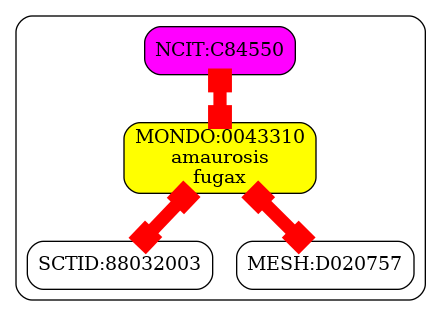 NCIT:C84550
MONDO:0043310
amaurosis
fugax
SCTID:88032003
MESH:D020757